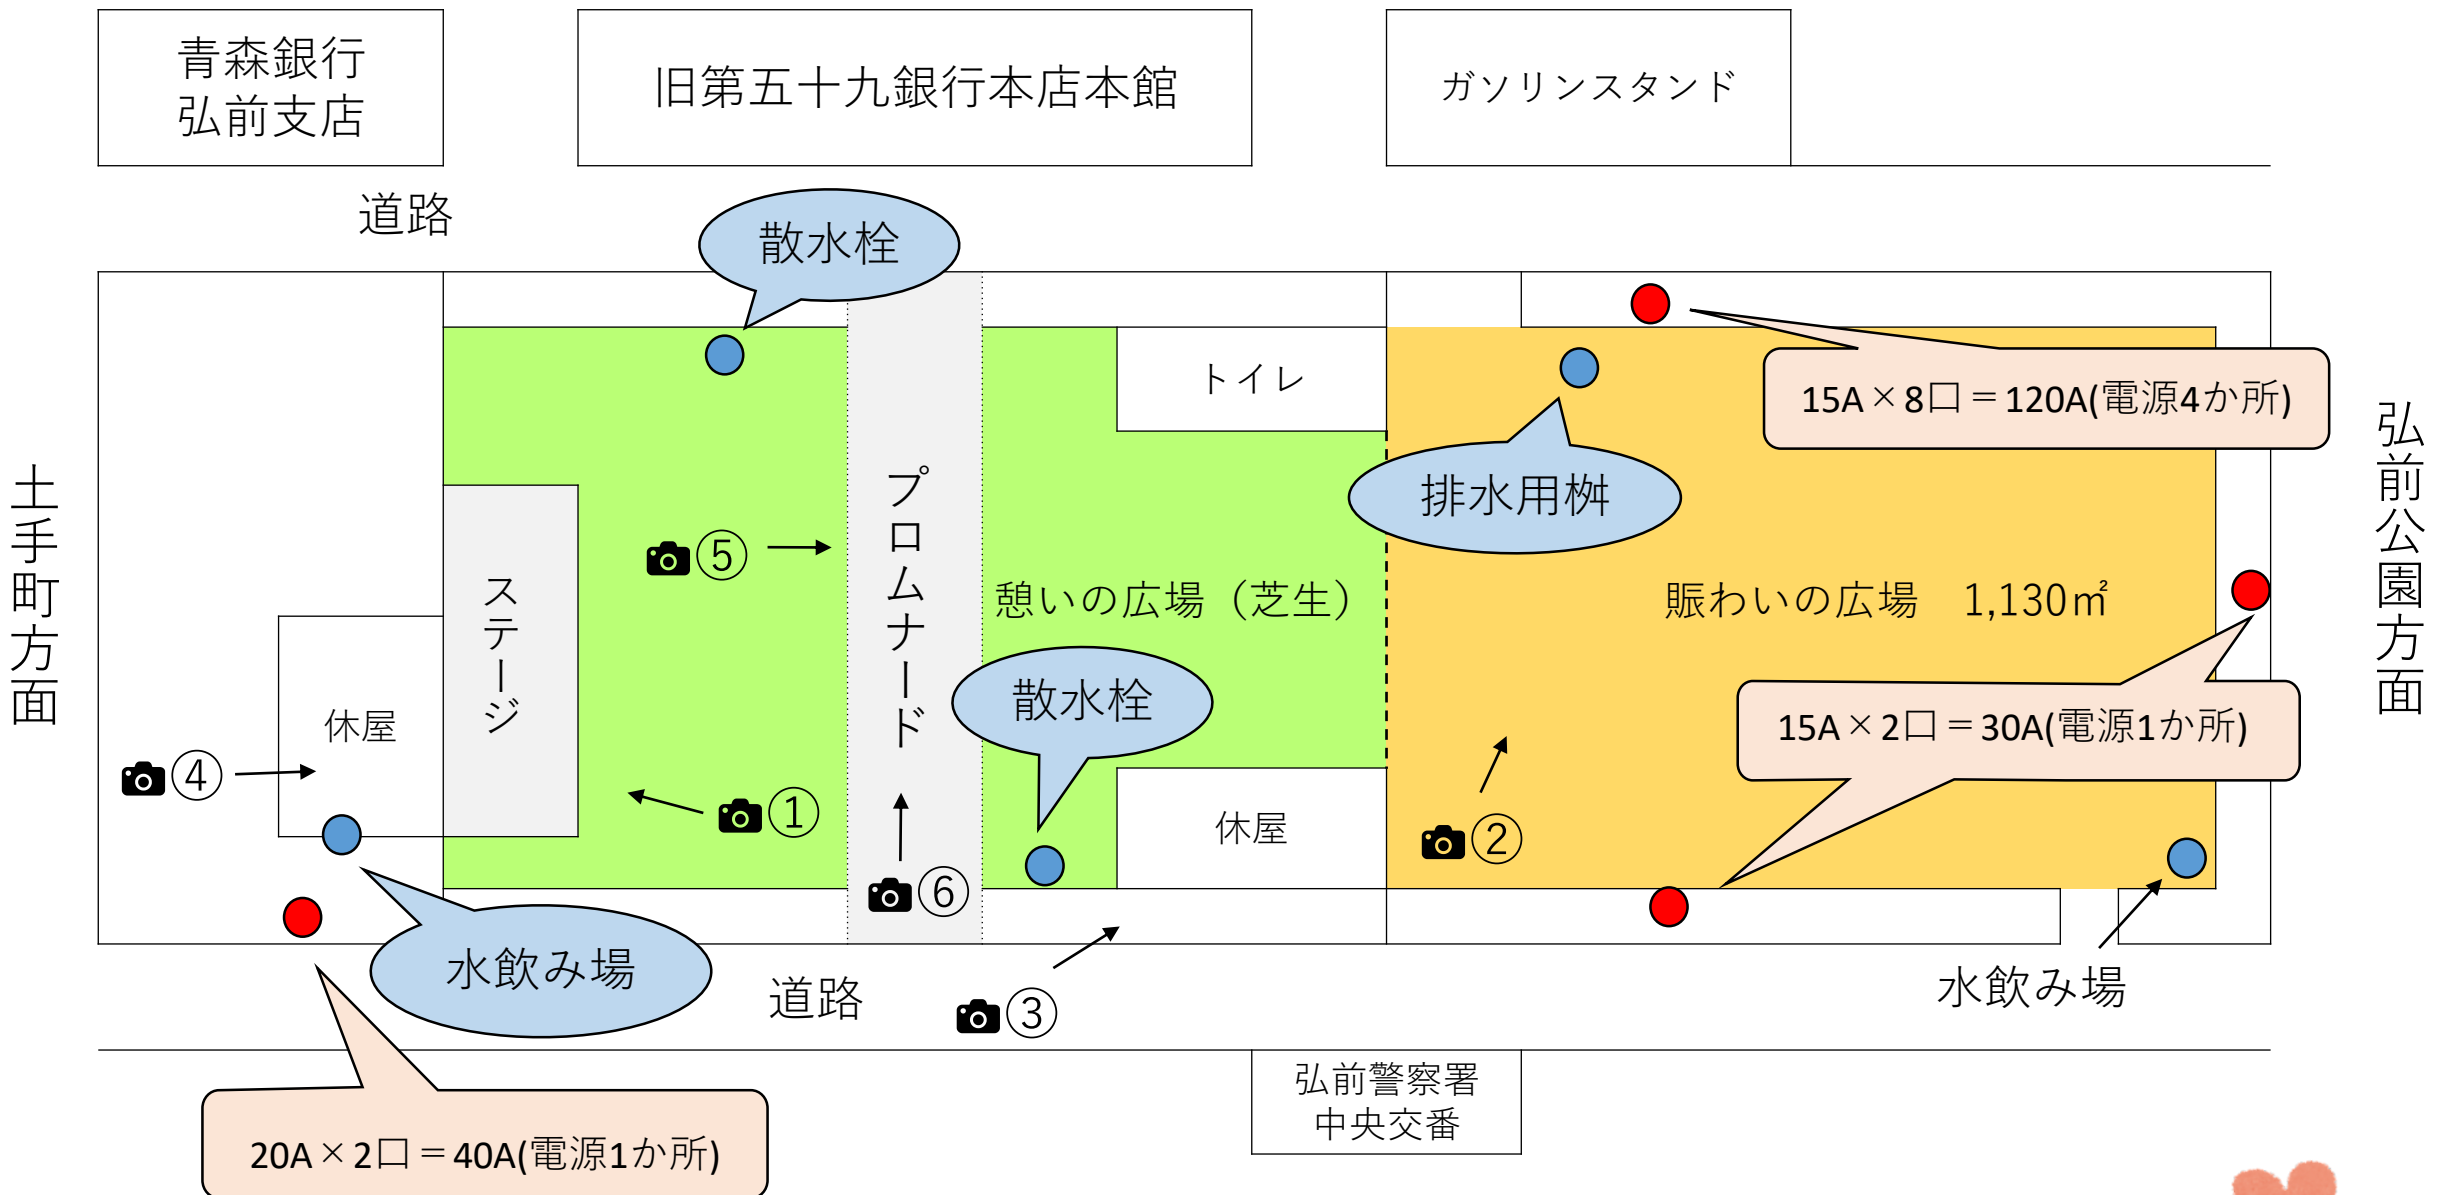 青森銀行
弘前支店
旧第五十九銀行本店本館
ガソリンスタンド
道路
散水栓
トイレ
15A×8口＝120A(電源4か所)
排水用桝
土手町方面
弘前公園方面
プロムナード
⑤
ステージ
憩いの広場（芝生）
賑わいの広場　1,130㎡
散水栓
休屋
15A×2口＝30A(電源1か所)
④
①
休屋
②
⑥
水飲み場
道路
③
水飲み場
弘前警察署
中央交番
20A×2口＝40A(電源1か所)